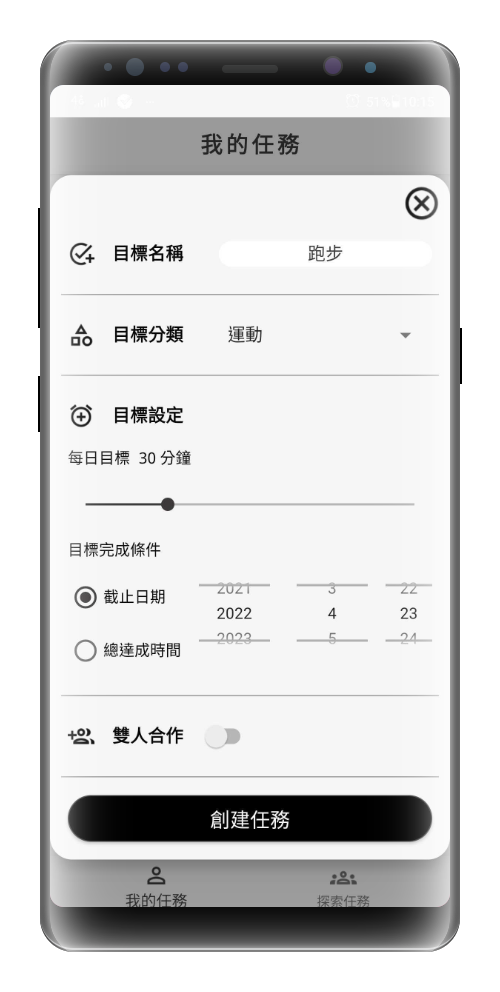 我的任務
目標名稱 跑步
目標分類 運動
目標設定
每日目標 30 分鐘
目標完成條件
2021 3 22
截止日期 2022 4 23
2023 5 24
總達成時間
雙人合作
創建任務
我的任務 探索任務